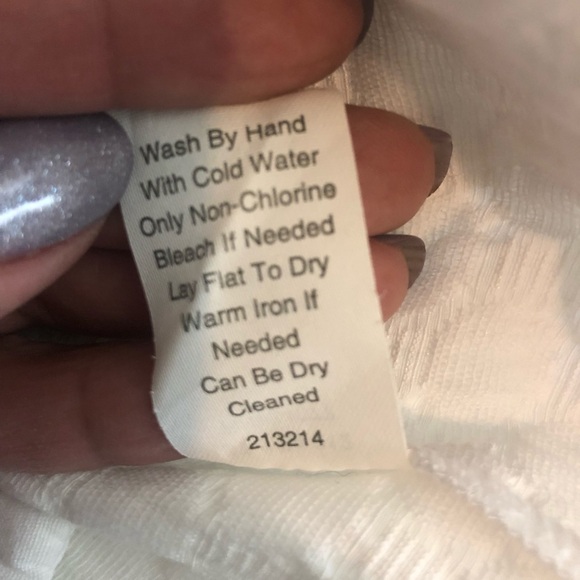 Wash By Hand
With Cold Water
Only Non-Chlorine
Bleach If Needed
Lay Flat To Dry
Warm Iron If
Needed
Can Be Dry
Cleaned
213214